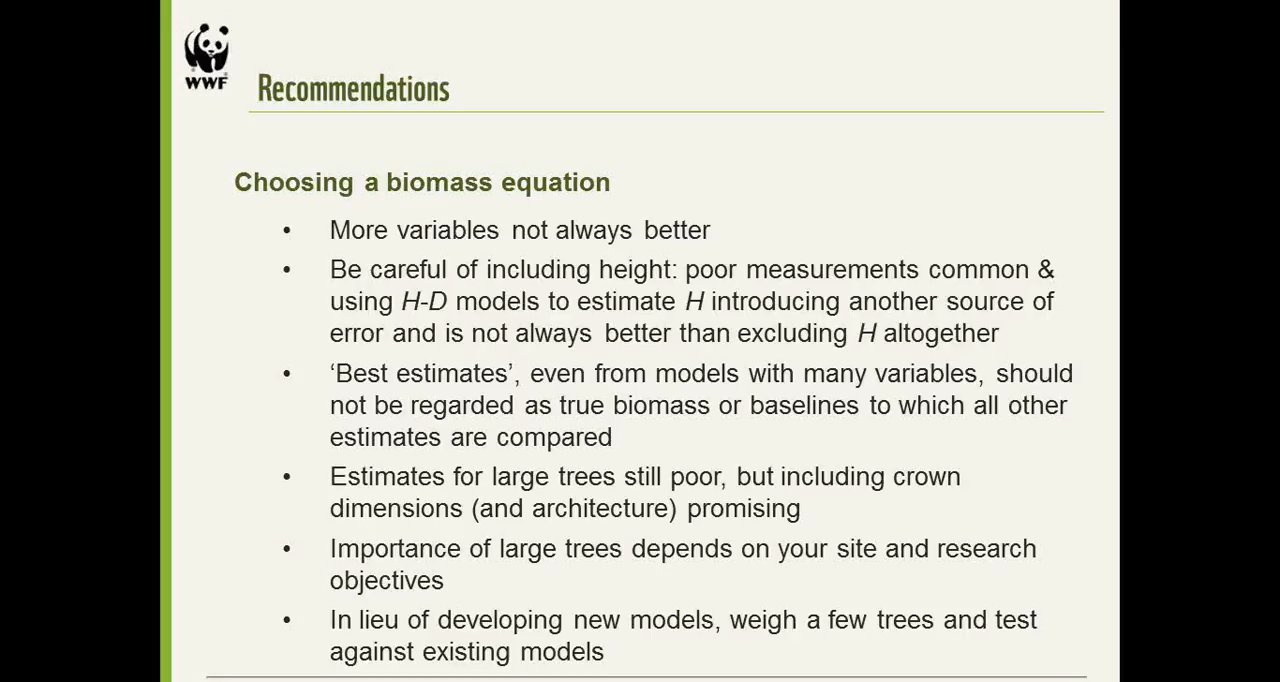 WWF
Recommendations
Choosing a biomass equation
• More variables not always better
• Be careful of including height: poor measurements common &
using H-D models to estimate H introducing another source of
error and is not always better than excluding H altogether
• ‘Best estimates’, even from models with many variables, should
not be regarded as true biomass or baselines to which all other
estimates are compared
• Estimates for large trees still poor, but including crown
dimensions (and architecture) promising
• Importance of large trees depends on your site and research
objectives
• In lieu of developing new models, weigh a few trees and test
against existing models